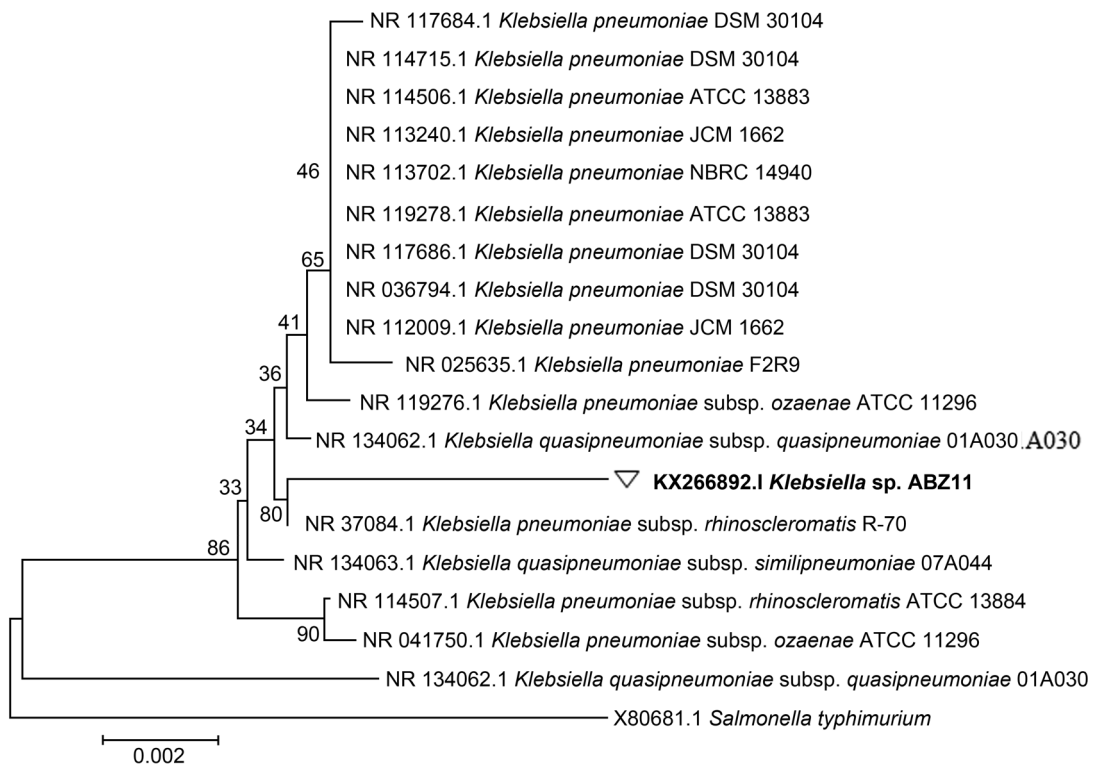 NR 117684.1 Klebsiella pneumoniae DSM 30104
NR 114715.1 Klebsiella pneumoniae DSM 30104
NR 114506.1 Klebsiella pneumoniae ATCC 13883
NR 113240.1 Klebsiella pneumoniae JCM 1662
46
NR 113702.1 Klebsiella pneumoniae NBRC 14940
NR 119278.1 Klebsiella pneumoniae ATCC 13883
NR 117686.1 Klebsiella pneumoniae DSM 30104
65
NR 036794.1 Klebsiella pneumoniae DSM 30104
41
NR 112009.1 Klebsiella pneumoniae JCM 1662
NR 025635.1 Klebsiella pneumoniae F2R9
36
NR 119276.1 Klebsiella pneumoniae subsp. ozaenae ATCC 11296
34
NR 134062.1 Klebsiella quasipneumoniae subsp. quasipneumoniae 01A030.A030
33
KX266892.I Klebsiella sp. ABZ11
80
NR 37084.1 Klebsiella pneumoniae subsp. rhinoscleromatis R-70
86
NR 134063.1 Klebsiella quasipneumoniae subsp. similipneumoniae 07A044
NR 114507.1 Klebsiella pneumoniae subsp. rhinoscleromatis ATCC 13884
90
NR 041750.1 Klebsiella pneumoniae subsp. ozaenae ATCC 11296
NR 134062.1 Klebsiella quasipneumoniae subsp. quasipneumoniae 01A030
X80681.1 Salmonella typhimurium
0.002